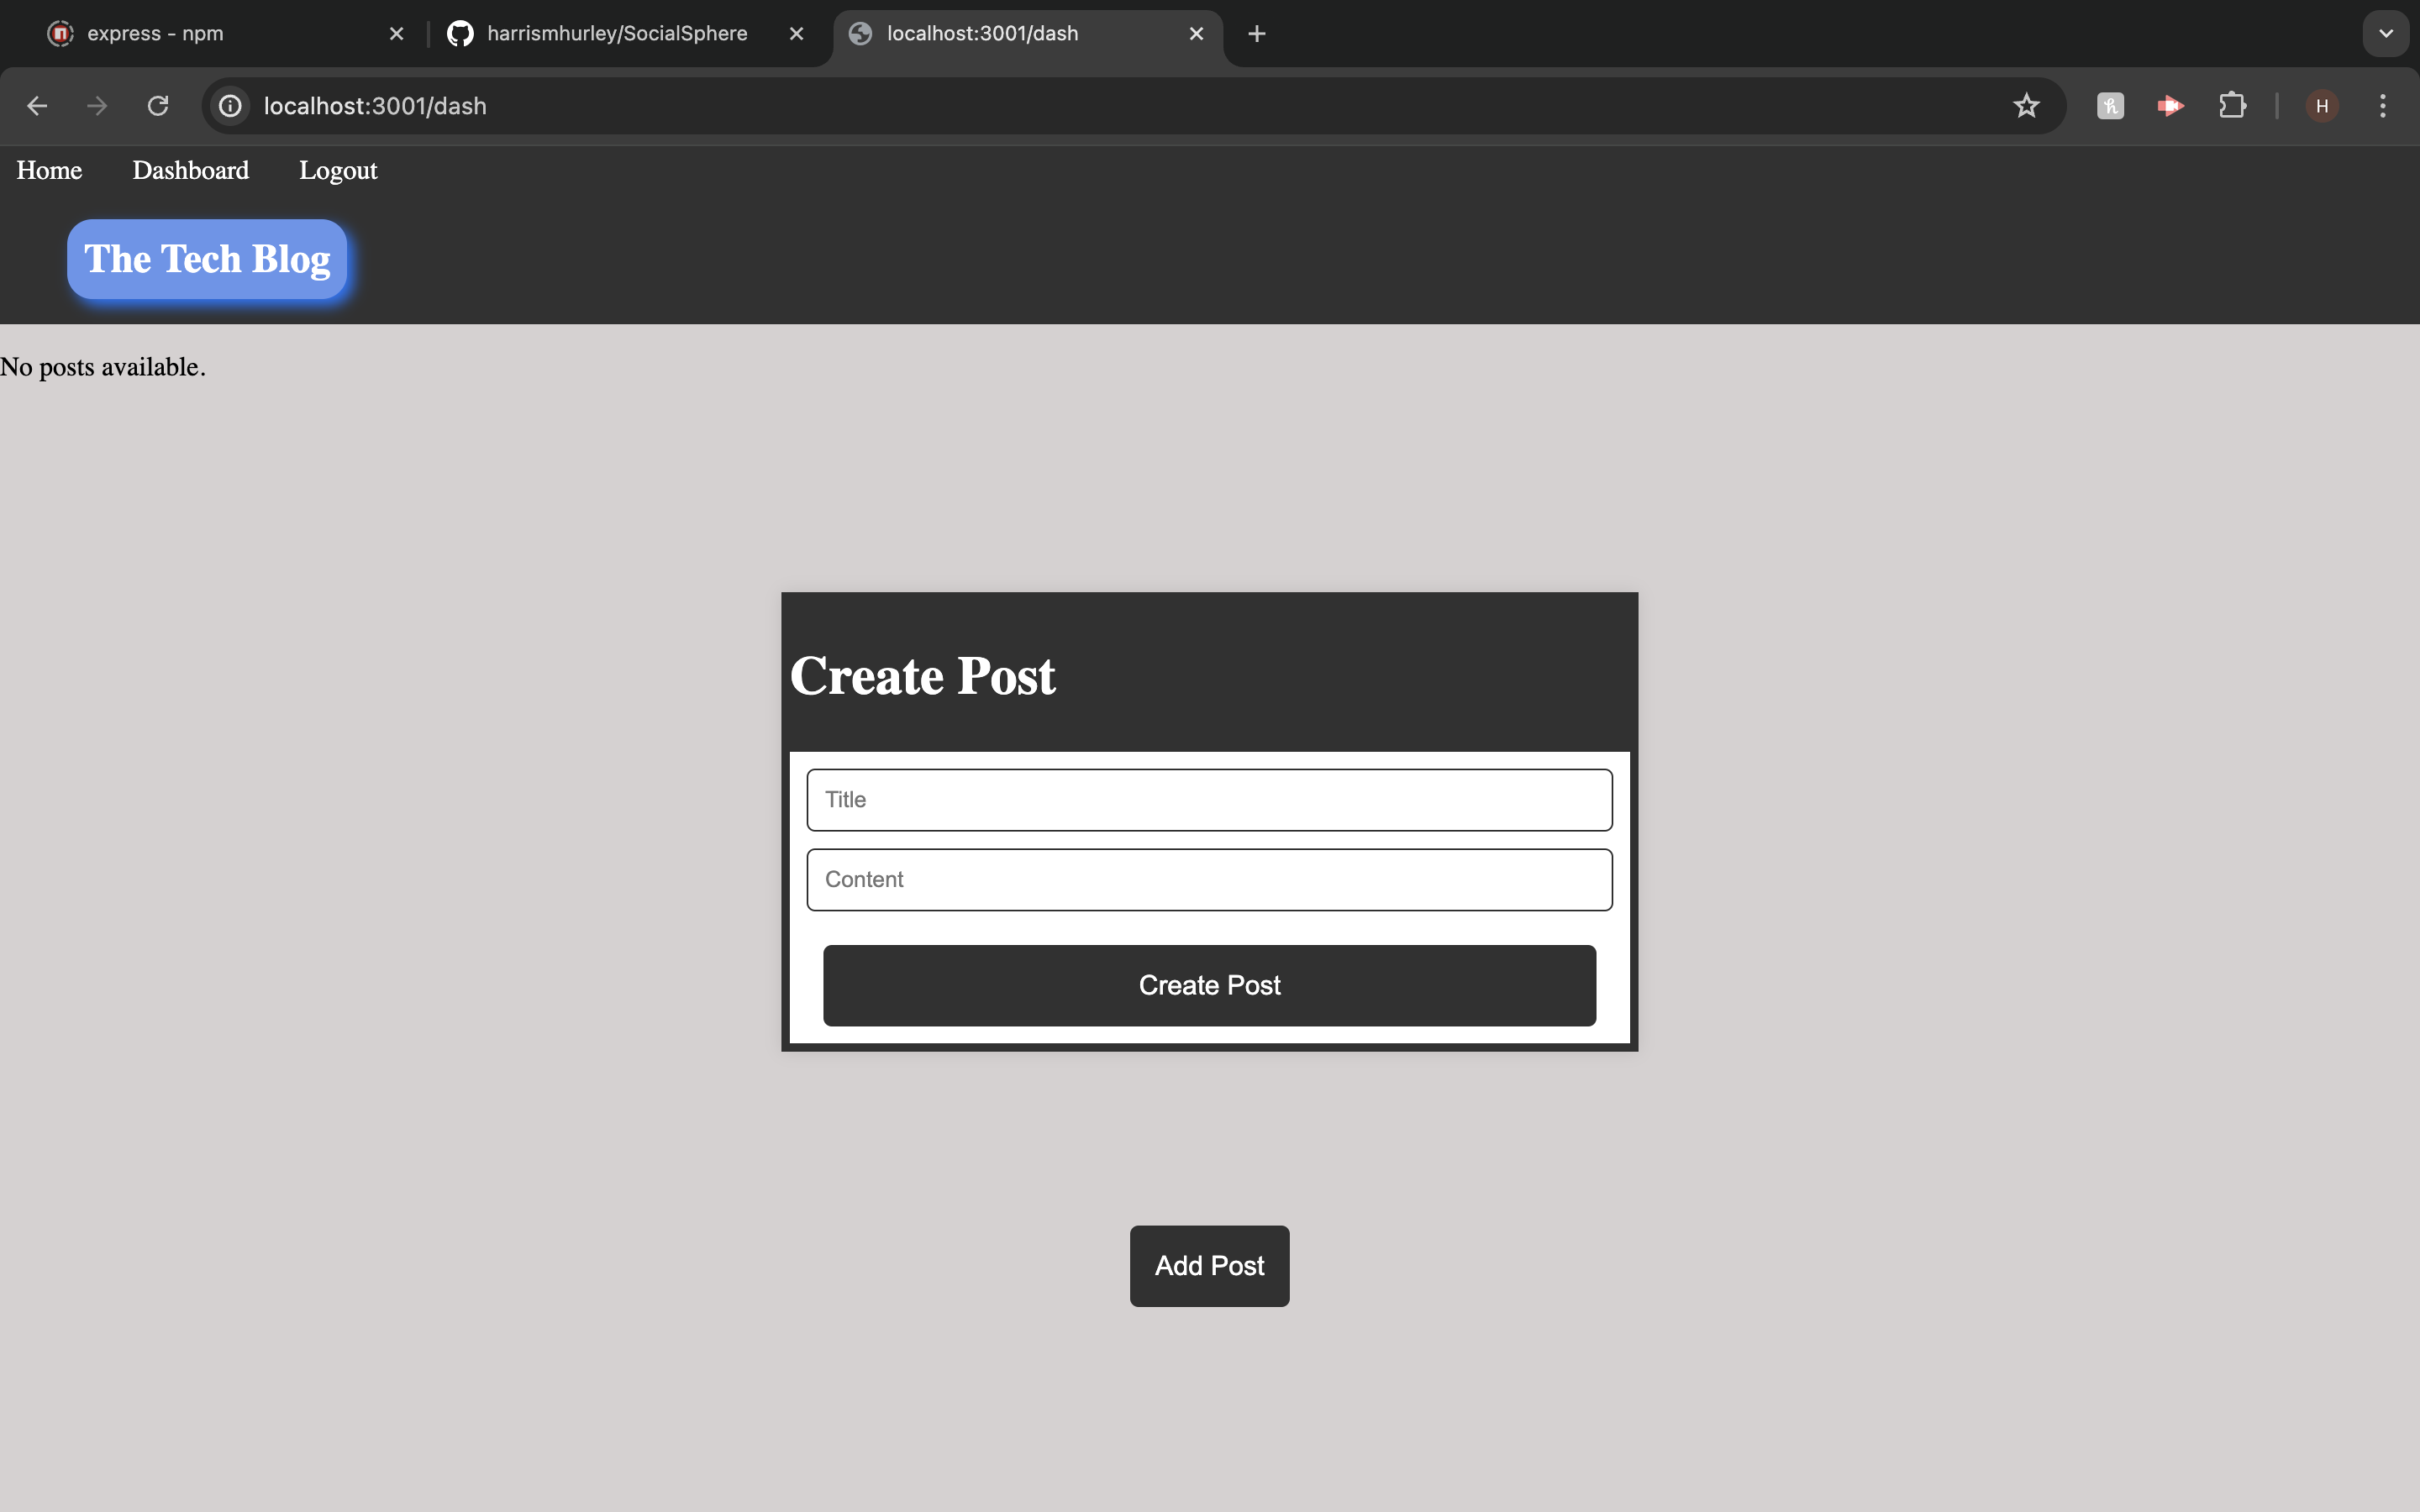 express - npm
harrismhurley/SocialSphere
localhost:3001/dash
localhost:3001/dash
H
Home Dashboard Logout
The Tech Blog
No posts available.
Create Post
Title
Content
Create Post
Add Post